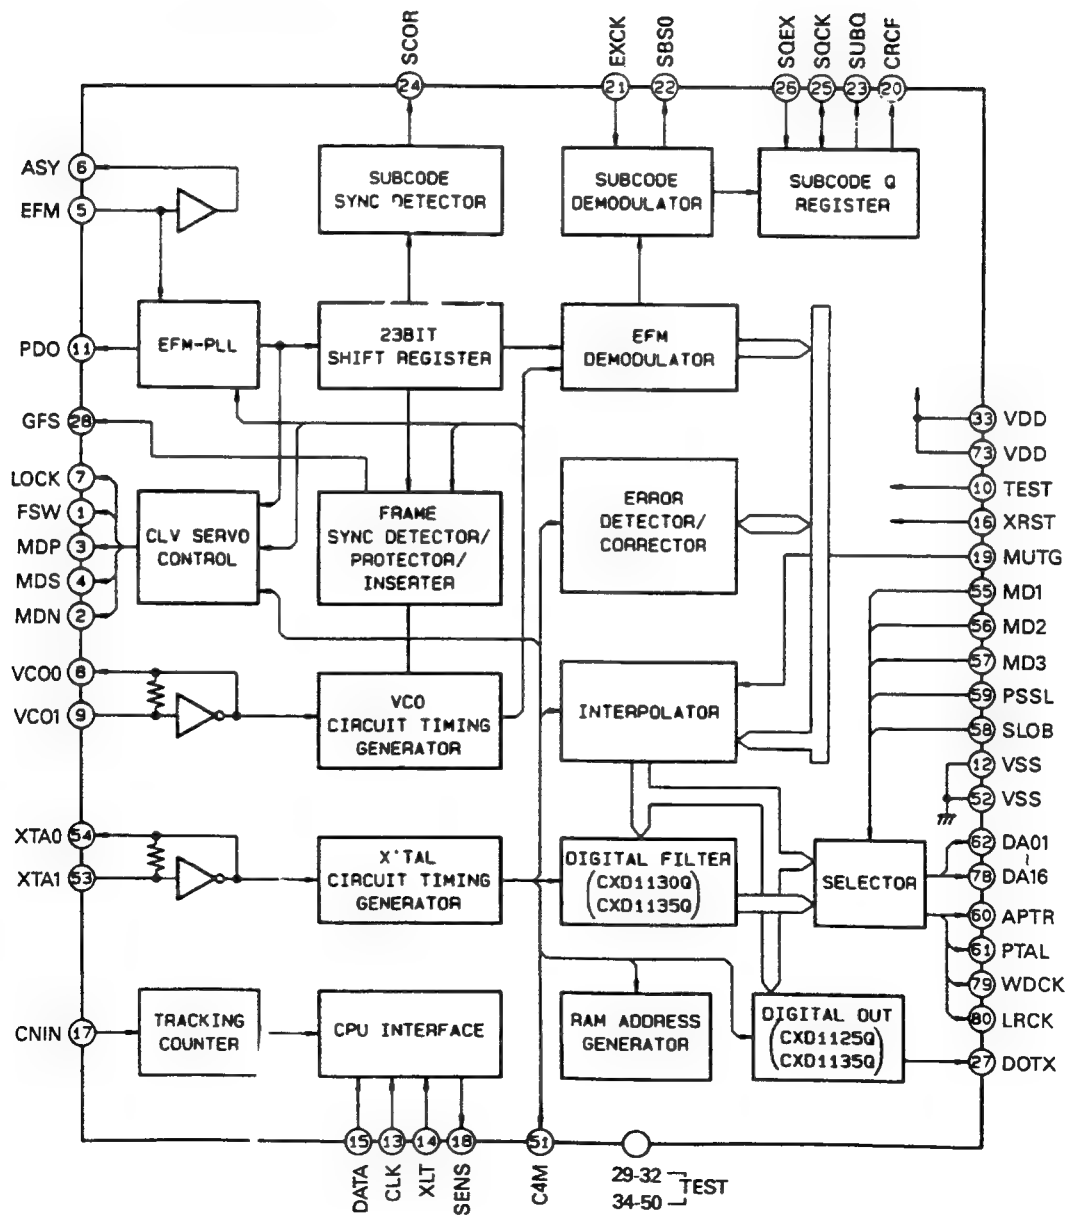 SCOR
EXCK
SBS0
SQEX
SQCK
SUBQ
CRCF
24
21
22
26
25
23
20
ASY 6
EFM 5
SUBCODE
SYNC DETECTOR
SUBCODE
DEMODULATOR
SUBCODE Q
REGISTER
PDO 11
EFM-PLL
23BIT
SHIFT REGISTER
EFM
DEMODULATOR
GFS 28
LOCK 7
FSW 1
MDP 3
MDS 4
MDN 2
CLV SERVO
CONTROL
FRAME
SYNC DETECTOR/
PROTECTOR/
INSERTER
ERROR
DETECTOR/
CORRECTOR
33 VDD
73 VDD
10 TEST
16 XRST
19 MUTG
55 MD1
56 MD2
57 MD3
59 PSSL
58 SLOB
12 VSS
52 VSS
VCO0 8
VCO1 9
VCO
CIRCUIT TIMING
GENERATOR
INTERPOLATOR
XTA0 54
XTA1 53
X'TAL
CIRCUIT TIMING
GENERATOR
DIGITAL FILTER
(CXD1130Q
CXD1135Q)
SELECTOR
62 DA01
~
78 DA16
60 APTR
61 PTAL
79 WDCK
80 LRCK
27 DOTX
CNIN 17
TRACKING
COUNTER
CPU INTERFACE
RAM ADDRESS
GENERATOR
DIGITAL OUT
(CXD1125Q
CXD1135Q)
15
13
14
18
51
DATA
CLK
XLT
SENS
C4M
29-32
34-50
TEST